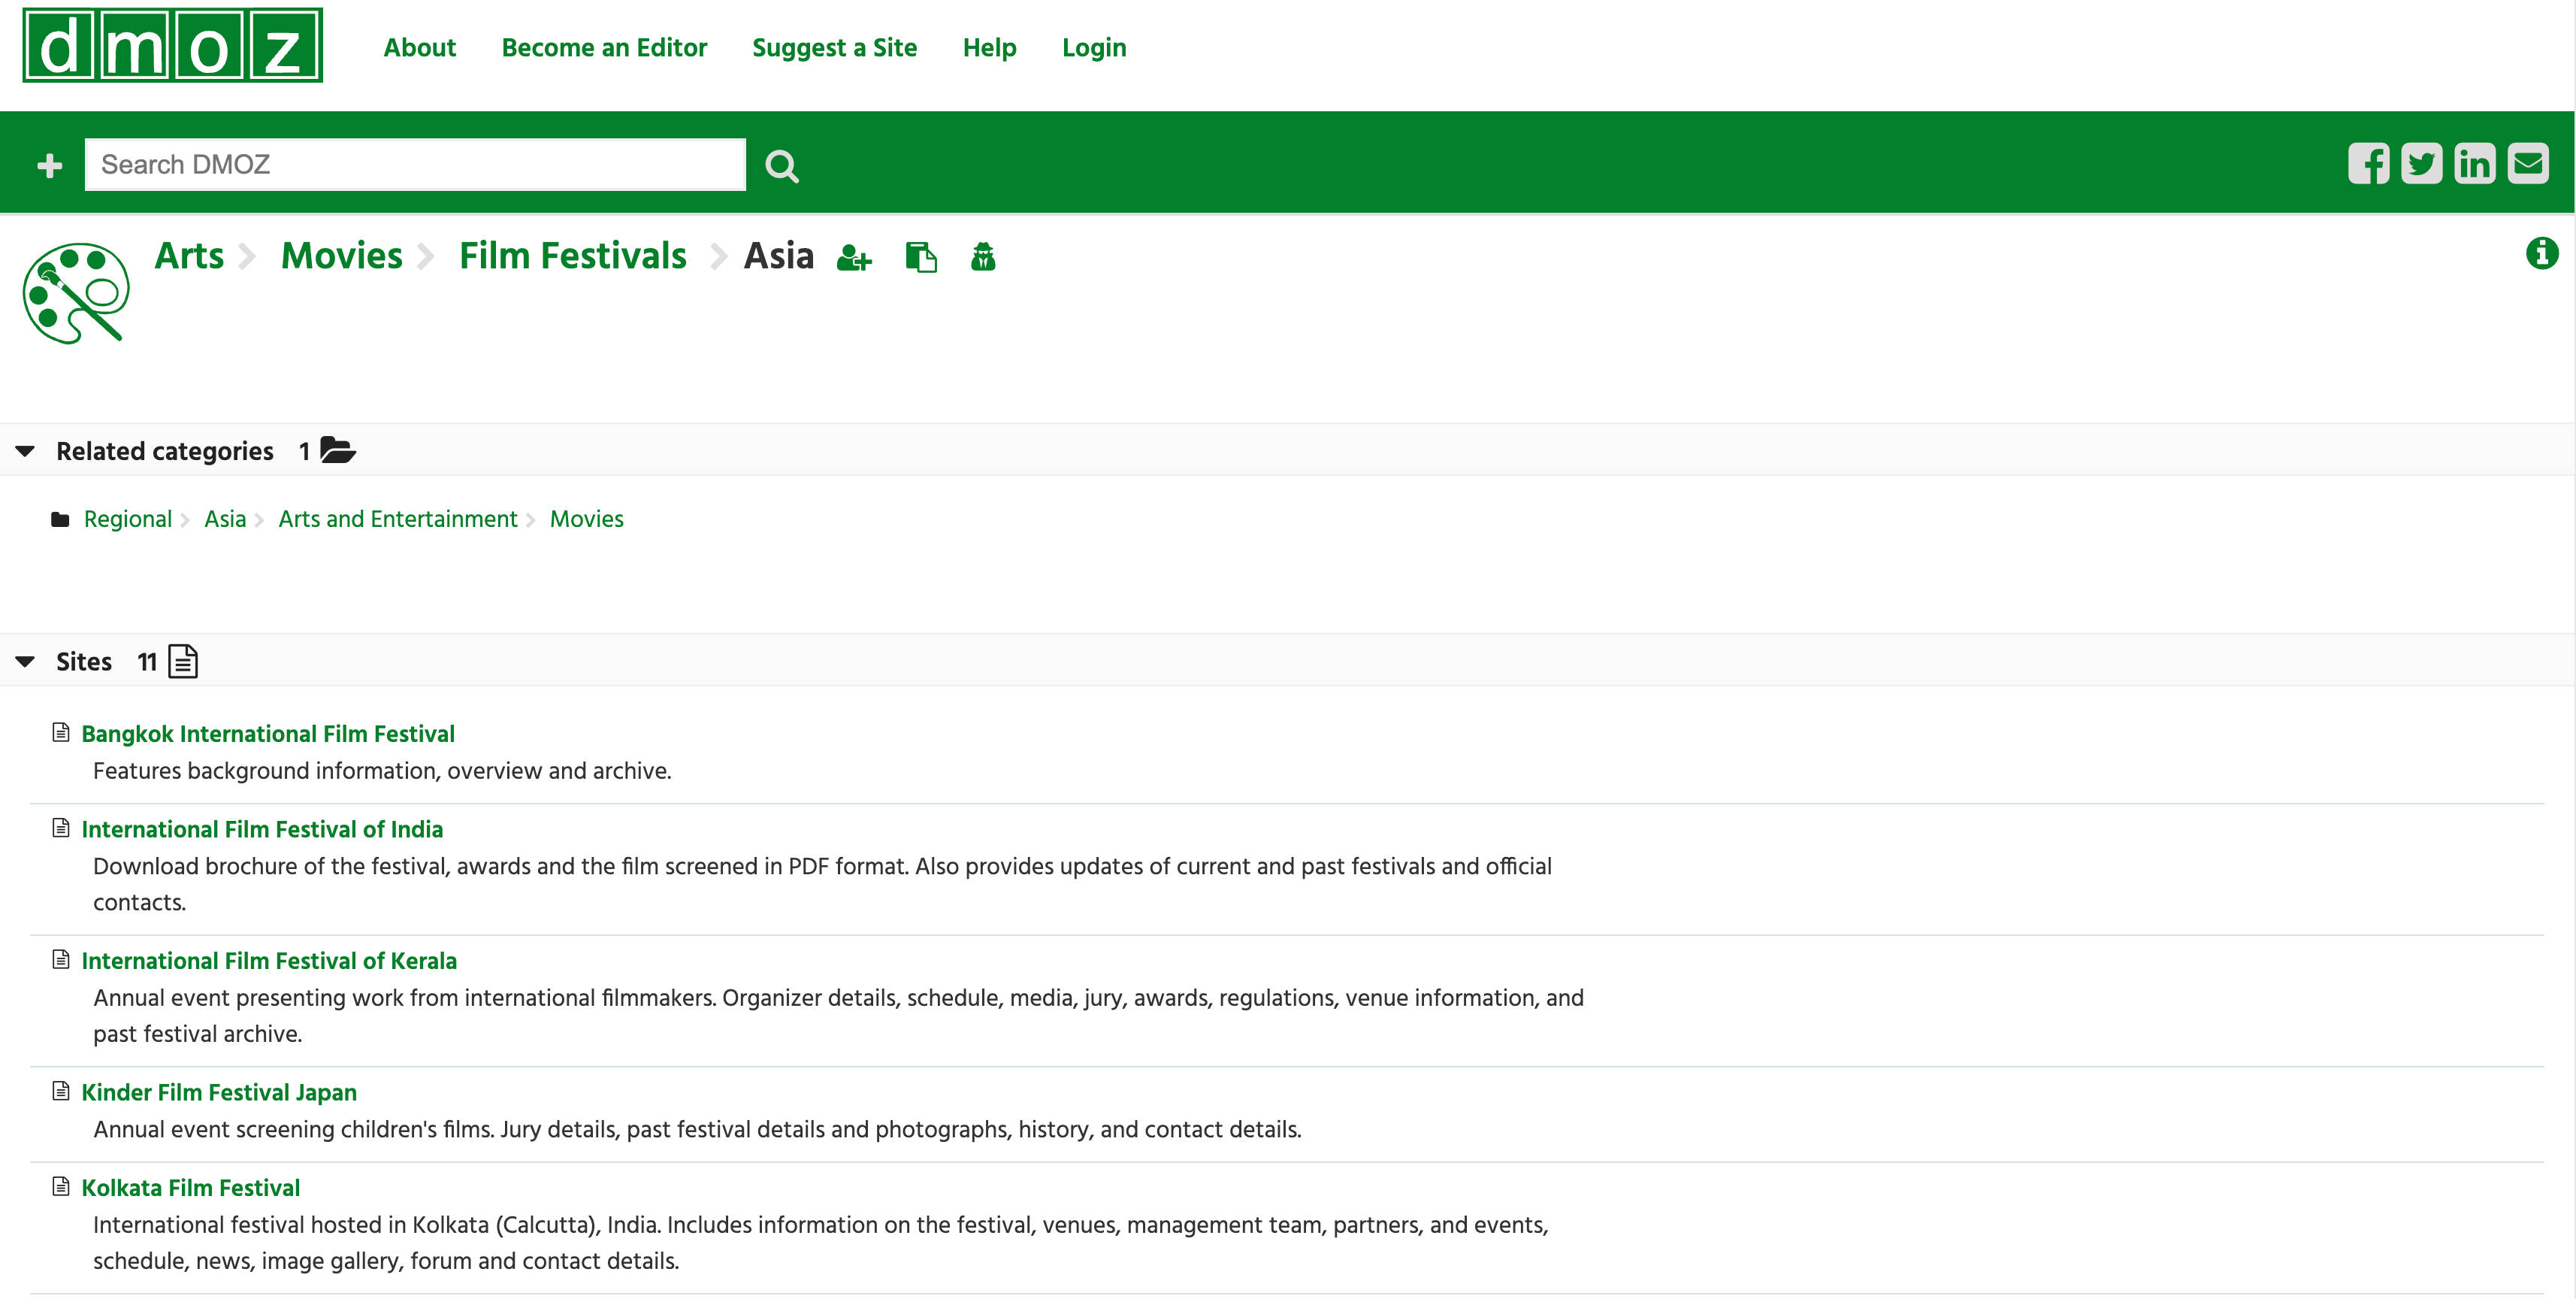 dmoz
About Become an Editor Suggest a Site Help Login
Search DMOZ
Arts Movies Film Festivals Asia
Related categories 1
Regional Asia Arts and Entertainment Movies
Sites 11
Bangkok International Film Festival
Features background information, overview and archive.
International Film Festival of India
Download brochure of the festival, awards and the film screened in PDF format. Also provides updates of current and past festivals and official
contacts.
International Film Festival of Kerala
Annual event presenting work from international filmmakers. Organizer details, schedule, media, jury, awards, regulations, venue information, and
past festival archive.
Kinder Film Festival Japan
Annual event screening children's films. Jury details, past festival details and photographs, history, and contact details.
Kolkata Film Festival
International festival hosted in Kolkata (Calcutta), India. Includes information on the festival, venues, management team, partners, and events,
schedule, news, image gallery, forum and contact details.